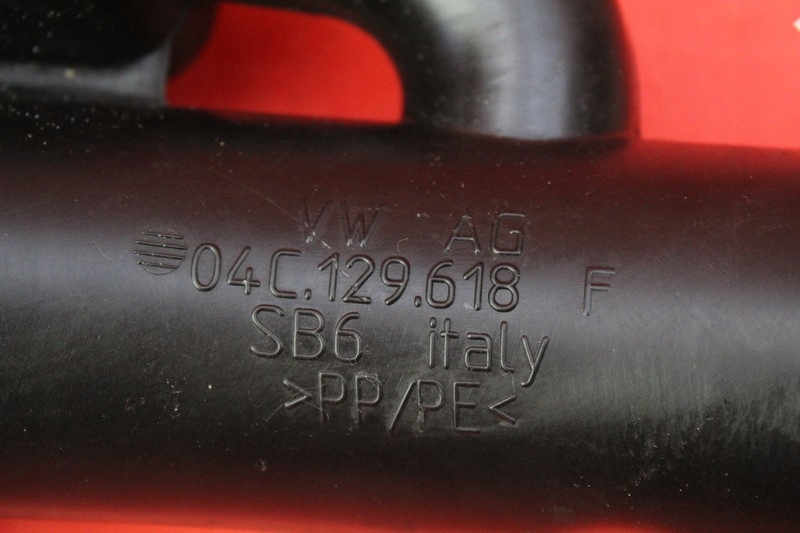 VW AG
04C.129.618 F
SB6 italy
>PP/PE<